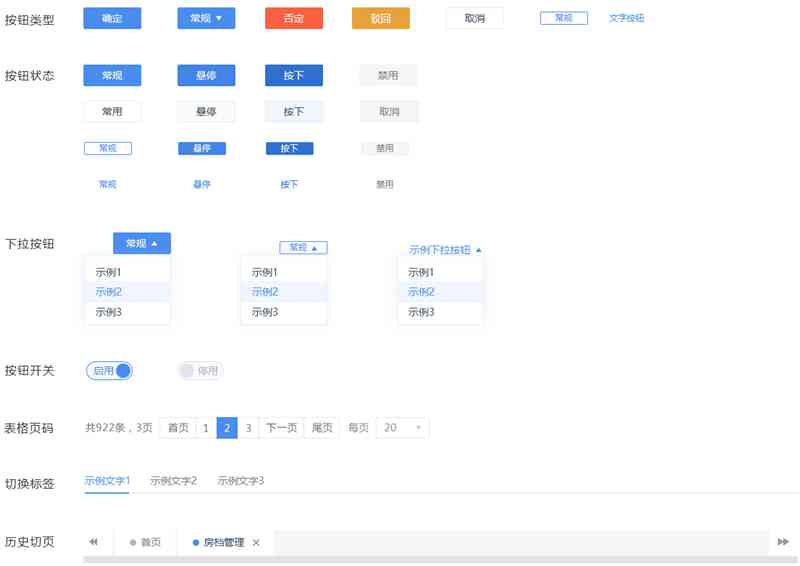 按钮类型 确定 常规 否定 驳回 取消 常规 文字按钮
按钮状态 常规 悬停 按下 禁用
常用 悬停 按下 取消
常规 悬停 按下 禁用
常规 悬停 按下 禁用
下拉按钮 常规 常规 示例下拉按钮
示例1 示例1 示例1
示例2 示例2 示例2
示例3 示例3 示例3
按钮开关 启用 停用
表格页码 共922条，3页 首页 1 2 3 下一页 尾页 每页 20
切换标签 示例文字1 示例文字2 示例文字3
历史切页 首页 房档管理